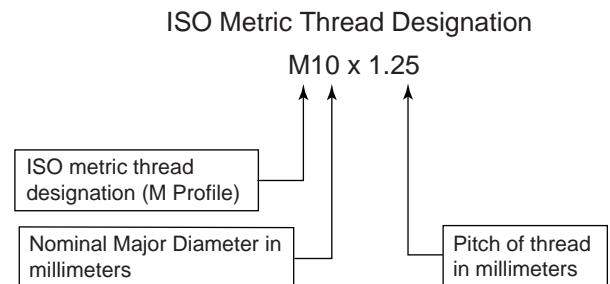 ISO Metric Thread Designation
M10 x 1.25
ISO metric thread
designation (M Profile)
Nominal Major Diameter in
millimeters
Pitch of thread
in millimeters